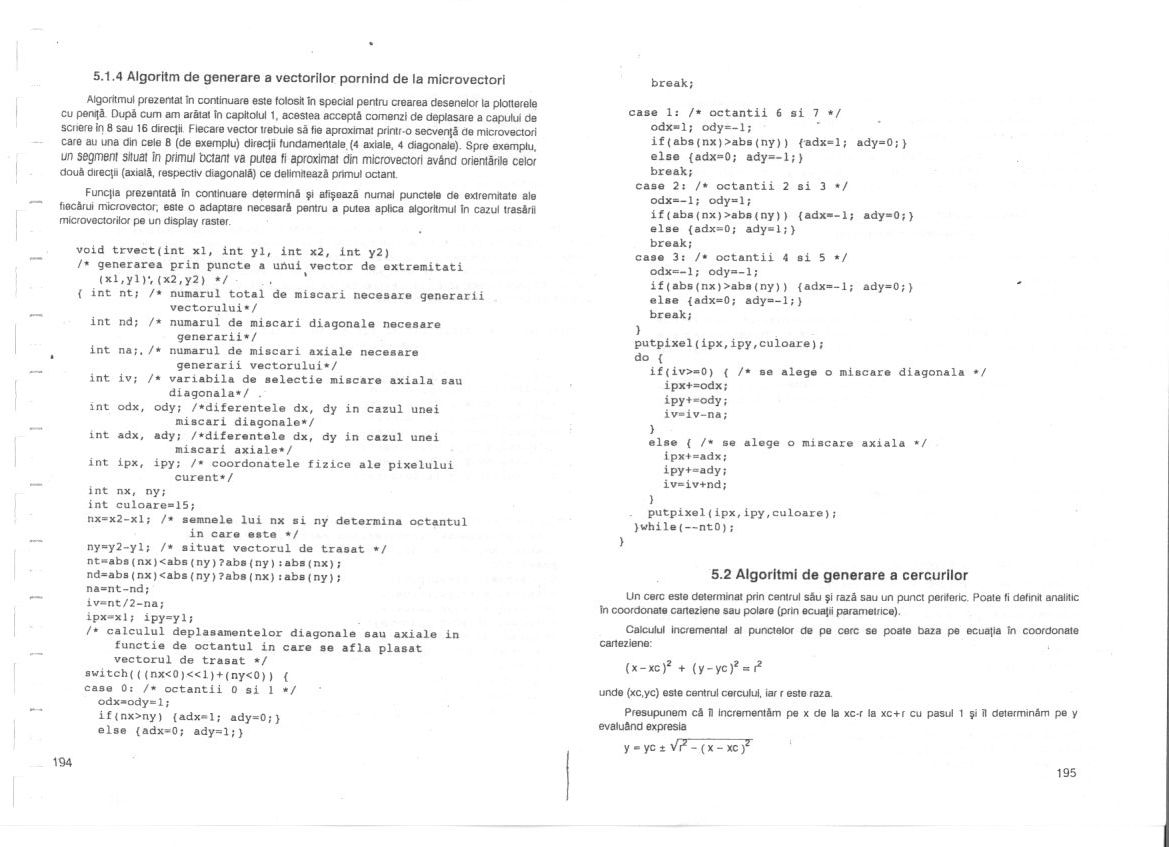 5.1.4 Algoritm de generare a vectorilor pornind de la microvectori
Algoritmul prezentat în continuare este folosit în special pentru crearea desenelor la plotterele
cu peniță. După cum am arătat în capitolul 1, acestea acceptă comenzi de deplasare a capului de
scriere în 8 sau 16 direcții. Fiecare vector trebuie să fie aproximat printr-o secvență de microvectori
care au una din cele 8 (de exemplu) direcții fundamentale (4 axiale, 4 diagonale). Spre exemplu,
un segment situat în primul octant va putea fi aproximat din microvectori având orientările celor
două direcții (axială, respectiv diagonală) ce delimitează primul octant.
Funcția prezentată în continuare determină și afișează numai punctele de extremitate ale
fiecărui microvector; este o adaptare necesară pentru a putea aplica algoritmul în cazul trasării
microvectorilor pe un display raster.
void trvect(int x1, int y1, int x2, int y2)
/* generarea prin puncte a unui vector de extremitati
(x1,y1),(x2,y2) */
{ int nt; /* numarul total de miscari necesare generarii
vectorului*/
int nd; /* numarul de miscari diagonale necesare
generarii*/
int na; /* numarul de miscari axiale necesare
generarii vectorului*/
int iv; /* variabila de selectie miscare axiala sau
diagonala*/
int odx, ody; /*diferentele dx, dy in cazul unei
miscari diagonale*/
int adx, ady; /*diferentele dx, dy in cazul unei
miscari axiale*/
int ipx, ipy; /* coordonatele fizice ale pixelului
curent*/
int nx, ny;
int culoare=15;
nx=x2-x1; /* semnele lui nx si ny determina octantul
in care este */
ny=y2-y1; /* situat vectorul de trasat */
nt=abs(nx)<abs(ny)?abs(ny):abs(nx);
nd=abs(nx)<abs(ny)?abs(nx):abs(ny);
na=nt-nd;
iv=nt/2-na;
ipx=x1; ipy=y1;
/* calculul deplasamentelor diagonale sau axiale in
functie de octantul in care se afla plasat
vectorul de trasat */
switch(((nx<0)<<1)+(ny<0)) {
case 0: /* octantii 0 si 1 */
odx=ody=1;
if(nx>ny) {adx=1; ady=0;}
else {adx=0; ady=1;}
194
break;
case 1: /* octantii 6 si 7 */
odx=1; ody=-1;
if(abs(nx)>abs(ny)) {adx=1; ady=0;}
else {adx=0; ady=-1;}
break;
case 2: /* octantii 2 si 3 */
odx=-1; ody=1;
if(abs(nx)>abs(ny)) {adx=-1; ady=0;}
else {adx=0; ady=1;}
break;
case 3: /* octantii 4 si 5 */
odx=-1; ody=-1;
if(abs(nx)>abs(ny)) {adx=-1; ady=0;}
else {adx=0; ady=-1;}
break;
}
putpixel(ipx,ipy,culoare);
do {
if(iv>=0) { /* se alege o miscare diagonala */
ipx+=odx;
ipy+=ody;
iv=iv-na;
}
else { /* se alege o miscare axiala */
ipx+=adx;
ipy+=ady;
iv=iv+nd;
}
putpixel(ipx,ipy,culoare);
}while(--nt0);
}
5.2 Algoritmi de generare a cercurilor
Un cerc este determinat prin centrul său și rază sau un punct periferic. Poate fi definit analitic
în coordonate carteziene sau polare (prin ecuații parametrice).
Calculul incremental al punctelor de pe cerc se poate baza pe ecuația în coordonate
carteziene:
(x-xc)² + (y-yc)² = r²
unde (xc,yc) este centrul cercului, iar r este raza.
Presupunem că îl incrementăm pe x de la xc-r la xc+r cu pasul 1 și îl determinăm pe y
evaluând expresia
y = yc ± √r² - (x - xc)²
195